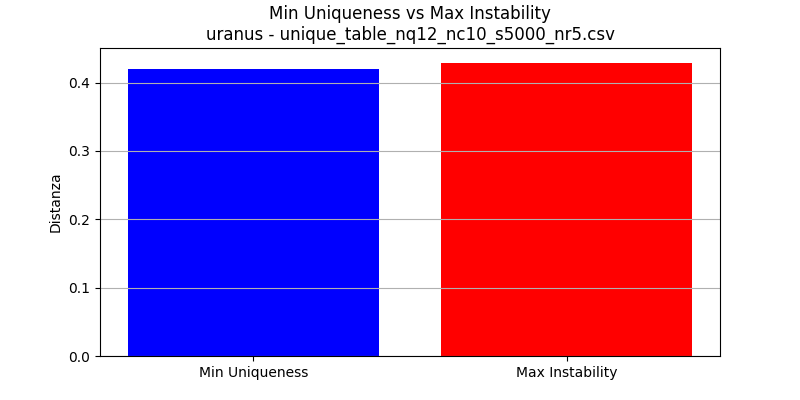 Min Uniqueness vs Max Instability
uranus - unique_table_nq12_nc10_s5000_nr5.csv
Distanza
0.4
0.3
0.2
0.1
0.0
Min Uniqueness
Max Instability